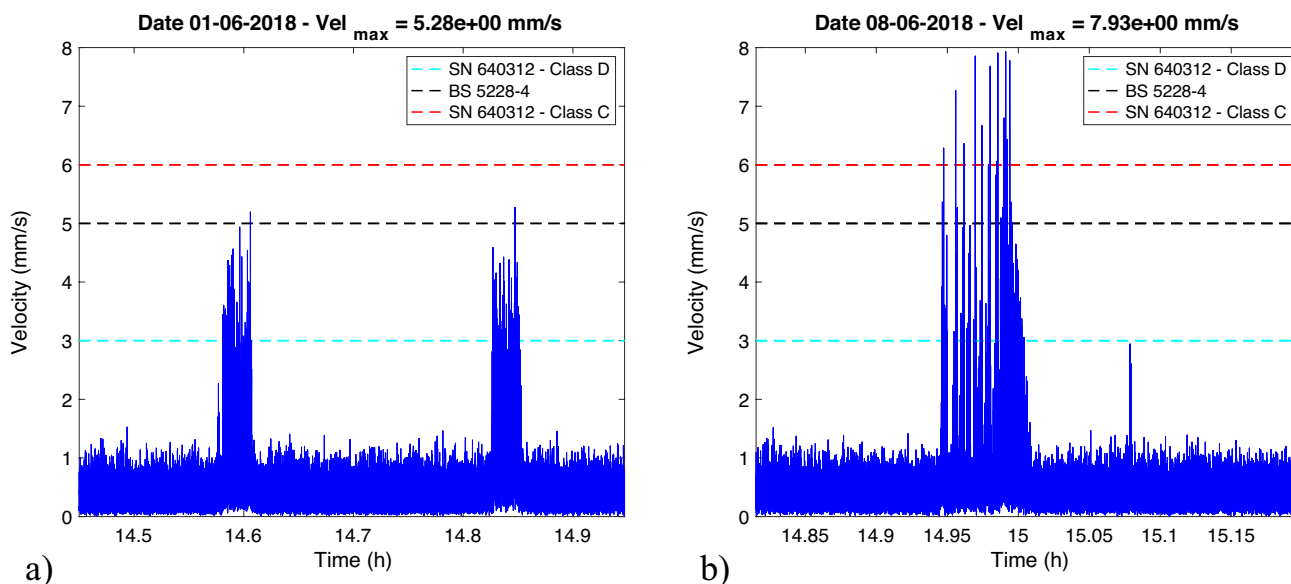 Date 01-06-2018 - Vel max = 5.28e+00 mm/s
8
7
6
5
4
3
2
1
0
Velocity (mm/s)
SN 640312 - Class D
BS 5228-4
SN 640312 - Class C
14.5 14.6 14.7 14.8 14.9
Time (h)
a)
Date 08-06-2018 - Vel max = 7.93e+00 mm/s
8
7
6
5
4
3
2
1
0
Velocity (mm/s)
SN 640312 - Class D
BS 5228-4
SN 640312 - Class C
14.85 14.9 14.95 15 15.05 15.1 15.15
Time (h)
b)